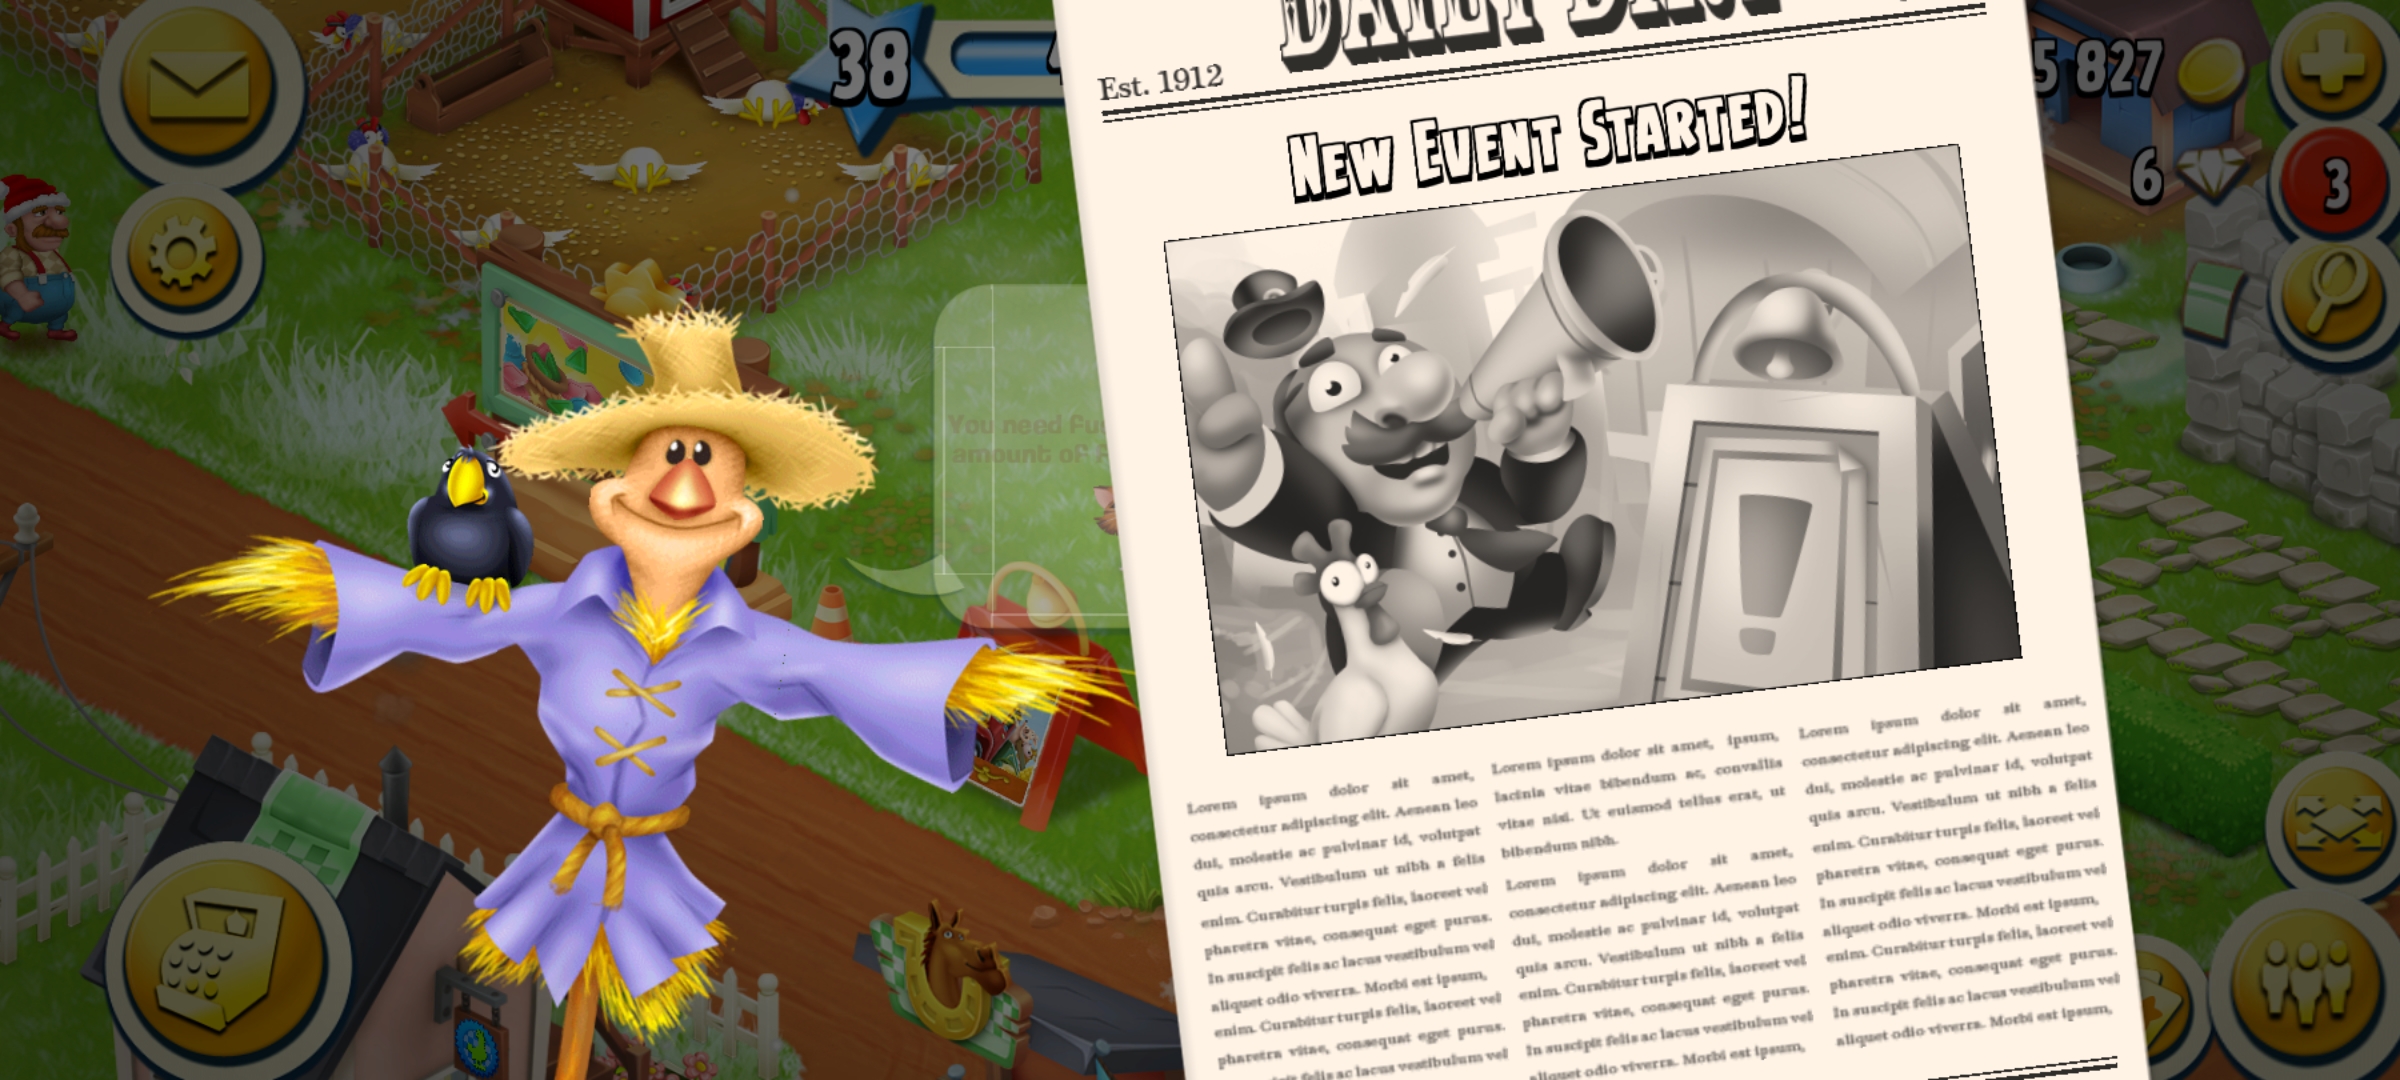 38
5 827
6
3
You need
amount of
DAILY
Est. 1912
NEW EVENT STARTED!
Lorem ipsum dolor sit amet,
consectetur adipiscing elit. Aenean leo
dui, molestie ac pulvinar id, volutpat
quis arcu. Vestibulum ut nibh a felis
enim. Curabitur turpis felis, laoreet vel
pharetra vitae, consequat eget purus.
In suscipit felis ac lacus vestibulum vel
aliquet odio viverra. Morbi est ipsum,
enim. Curabitur turpis felis, laoreet vel
pharetra vitae, consequat eget purus.
felis ac lacus vestibulum vel
Lorem ipsum dolor sit amet, ipsum,
lacinia vitae bibendum ac, convallis
vitae nisi. Ut euismod tellus erat, ut
bibendum nibh.
Lorem ipsum dolor sit amet,
consectetur adipiscing elit. Aenean leo
dui, molestie ac pulvinar id, volutpat
quis arcu. Vestibulum ut nibh a felis
enim. Curabitur turpis felis, laoreet vel
pharetra vitae, consequat eget purus.
In suscipit felis ac lacus vestibulum vel
aliquet odio viverra. Morbi est ipsum,
Lorem ipsum dolor sit amet,
consectetur adipiscing elit. Aenean leo
dui, molestie ac pulvinar id, volutpat
quis arcu. Vestibulum ut nibh a felis
enim. Curabitur turpis felis, laoreet vel
pharetra vitae, consequat eget purus.
In suscipit felis ac lacus vestibulum vel
aliquet odio viverra. Morbi est ipsum,
enim. Curabitur turpis felis, laoreet vel
pharetra vitae, consequat eget purus.
In suscipit felis ac lacus vestibulum vel
aliquet odio viverra. Morbi est ipsum,